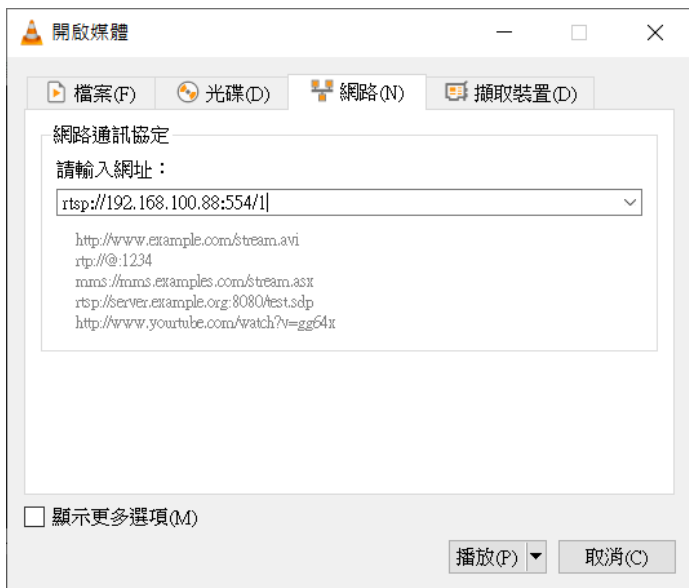 開啟媒體
檔案(F) 光碟(D) 網路(N) 擷取裝置(D)
網路通訊協定
請輸入網址：
rtsp://192.168.100.88:554/1
http://www.example.com/stream.avi
rtp://@:1234
mms://mms.examples.com/stream.asx
rtsp://server.example.org:8080/test.sdp
http://www.yourtube.com/watch?v=gg64x
顯示更多選項(M)
播放(P) 取消(C)